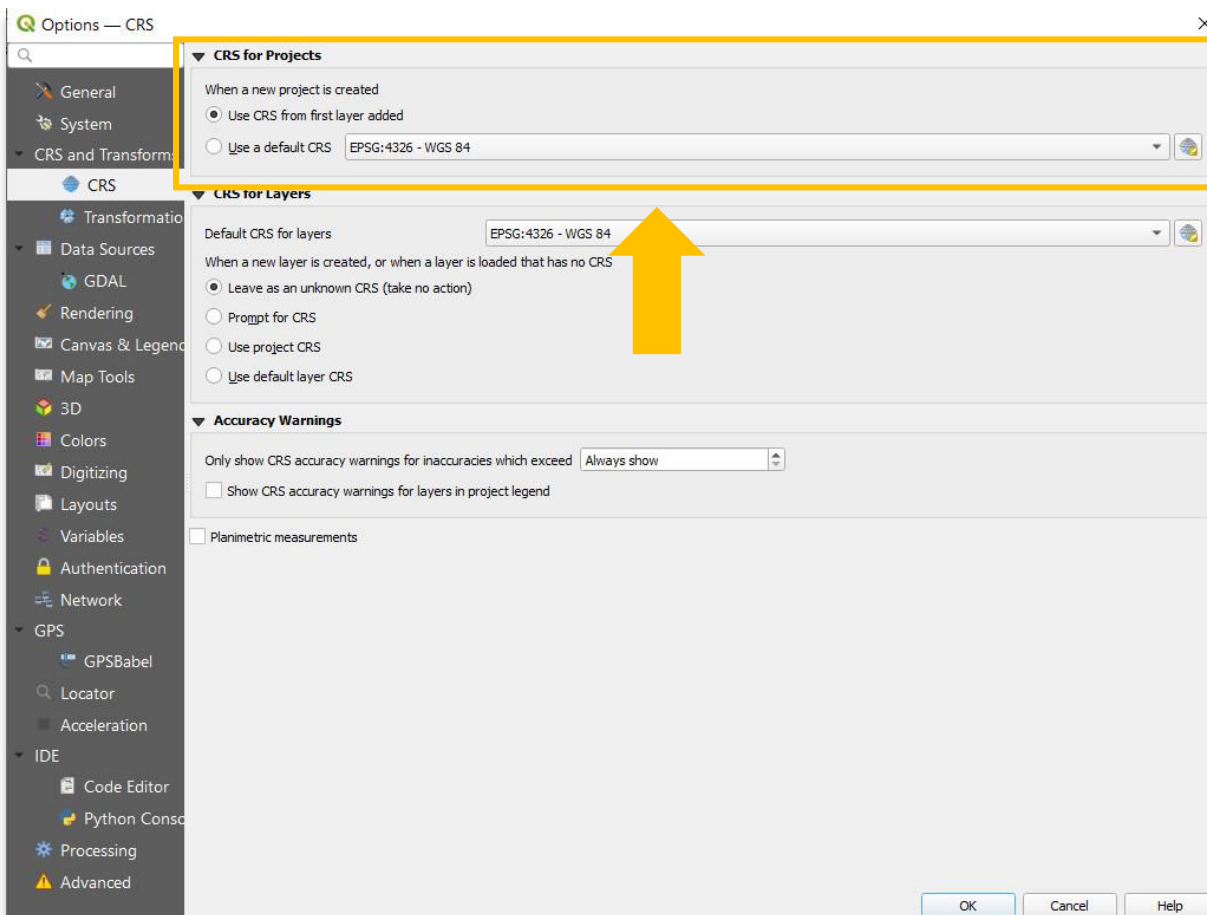 Options — CRS
General
System
CRS and Transform
CRS
Transformatio
Data Sources
GDAL
Rendering
Canvas & Legend
Map Tools
3D
Colors
Digitizing
Layouts
Variables
Authentication
Network
GPS
GPSBabel
Locator
Acceleration
IDE
Code Editor
Python Conso
Processing
Advanced
CRS for Projects
When a new project is created
Use CRS from first layer added
Use a default CRS EPSG:4326 - WGS 84
CRS for Layers
Default CRS for layers EPSG:4326 - WGS 84
When a new layer is created, or when a layer is loaded that has no CRS
Leave as an unknown CRS (take no action)
Prompt for CRS
Use project CRS
Use default layer CRS
Accuracy Warnings
Only show CRS accuracy warnings for inaccuracies which exceed Always show
Show CRS accuracy warnings for layers in project legend
Planimetric measurements
OK Cancel Help